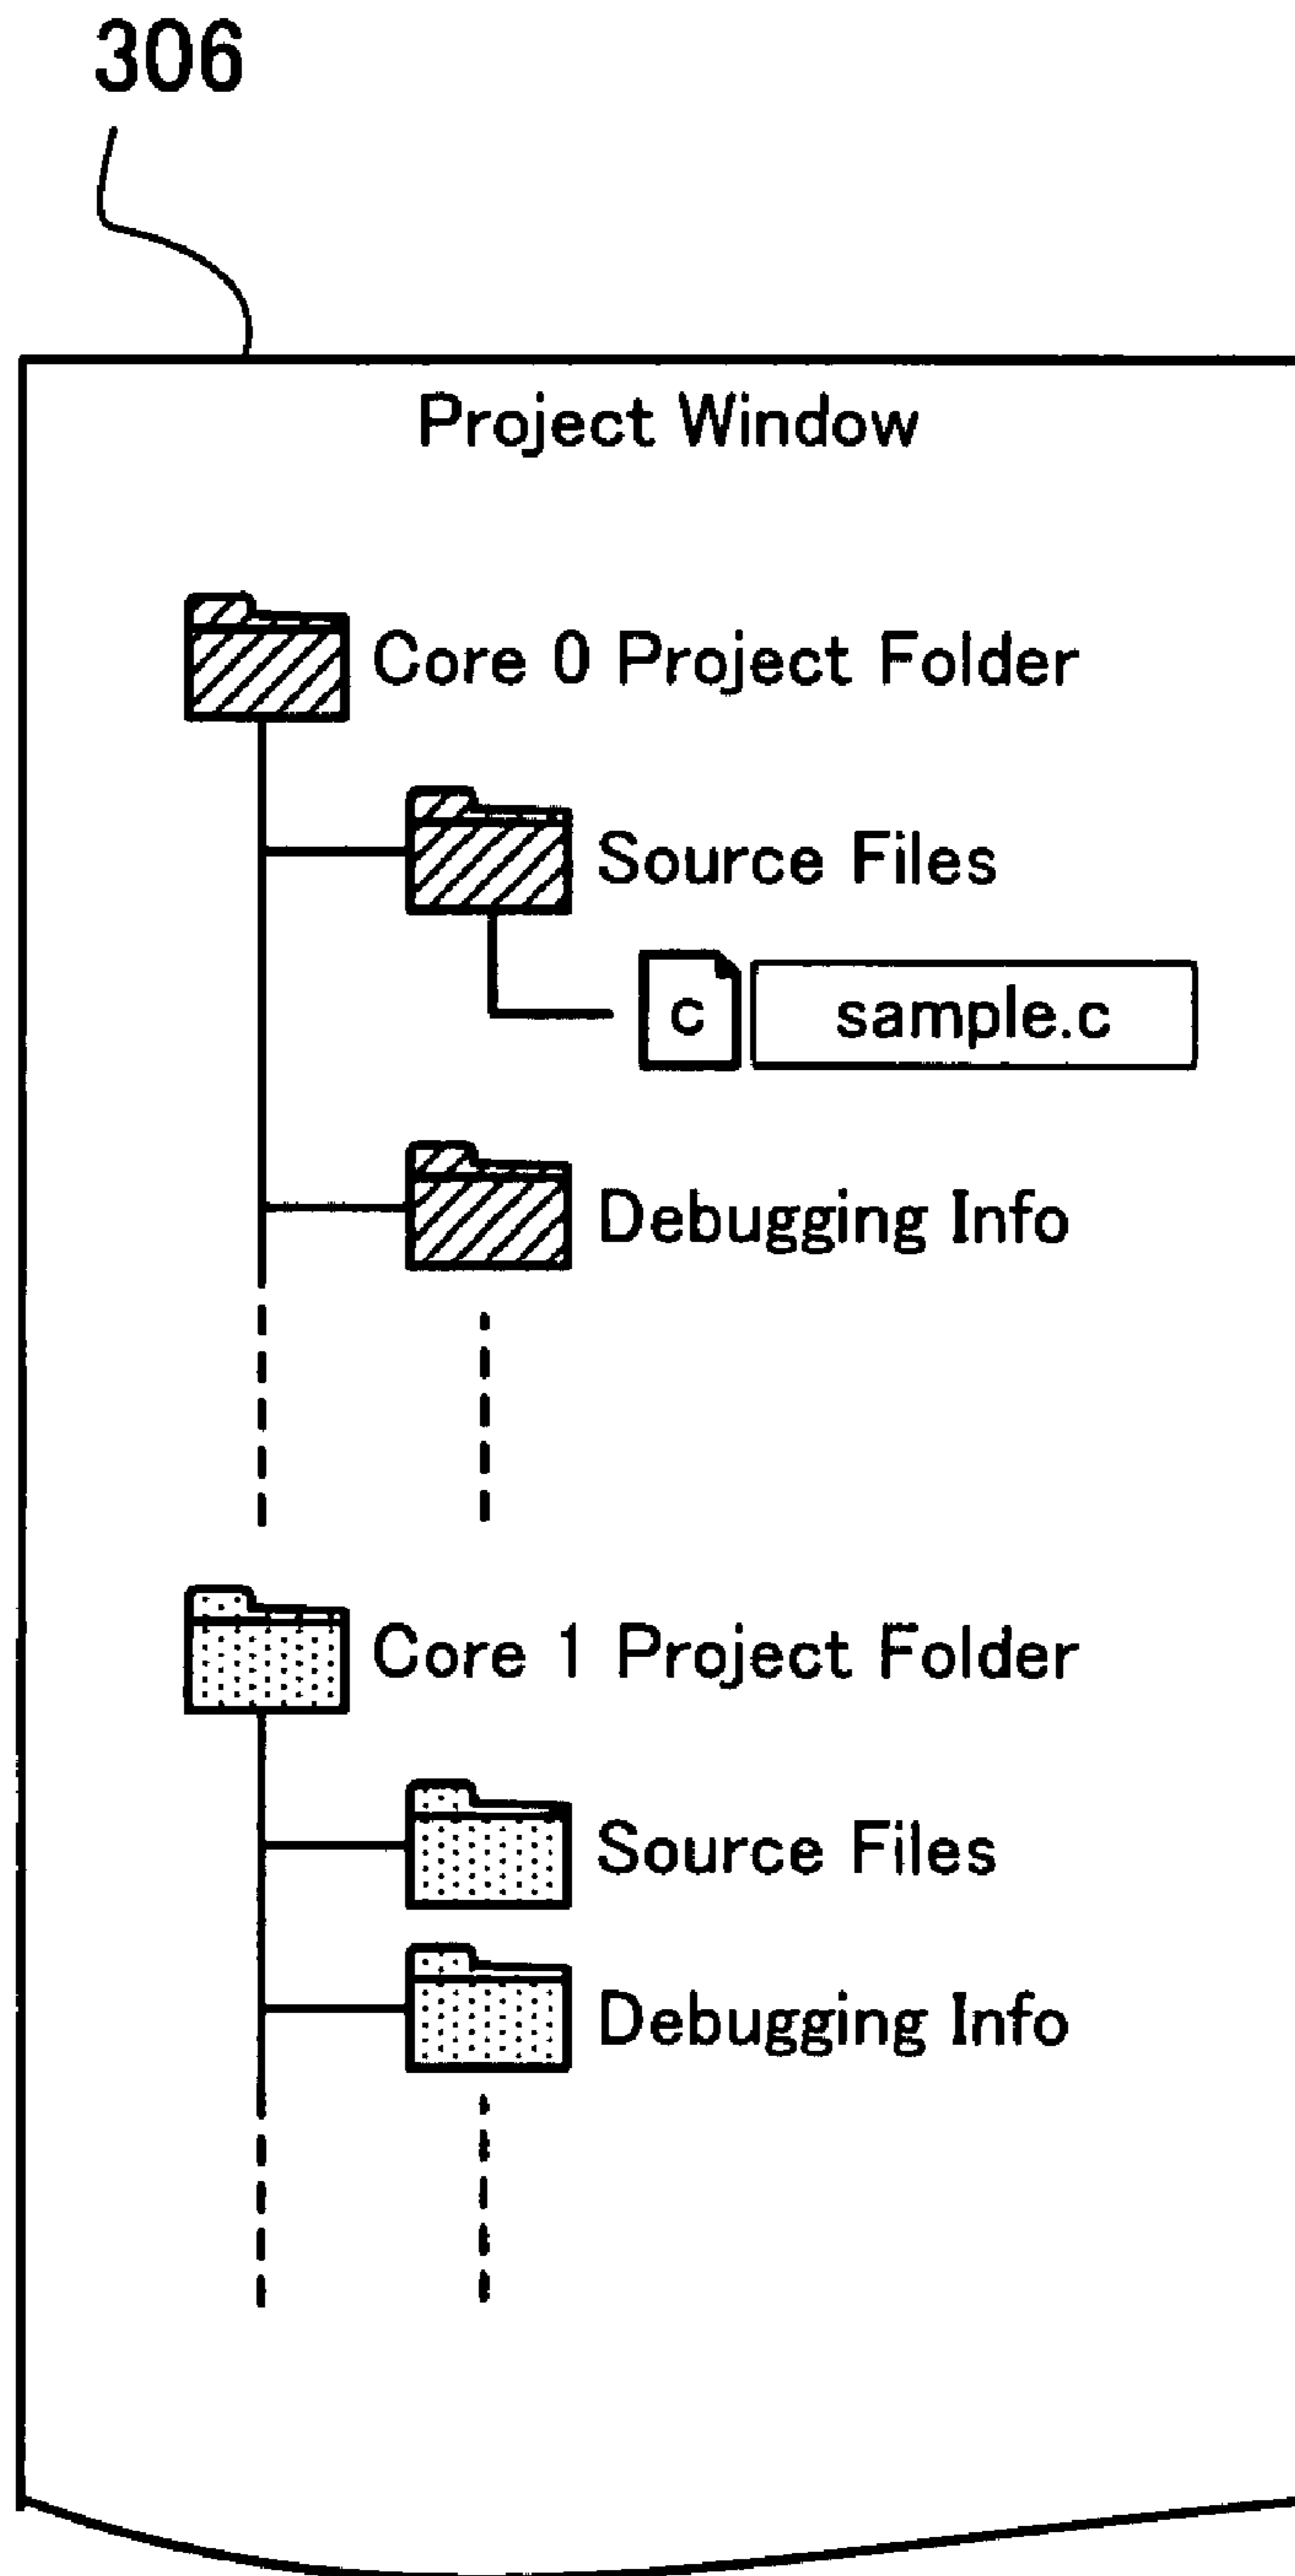 306
Project Window
Core 0 Project Folder
Source Files
c sample.c
Debugging Info
Core 1 Project Folder
Source Files
Debugging Info